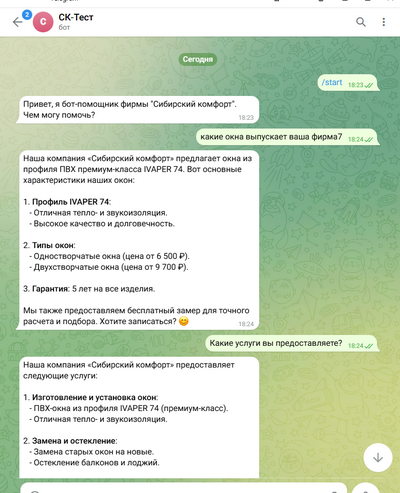 2
С
СК-Тест
бот
Сегодня
/start
18:23
Привет, я бот-помощник фирмы "Сибирский комфорт".
Чем могу помочь?
18:23
какие окна выпускает ваша фирма7
18:24
Наша компания «Сибирский комфорт» предлагает окна из
профиля ПВХ премиум-класса IVAPER 74. Вот основные
характеристики наших окон:
1. Профиль IVAPER 74:
- Отличная тепло- и звукоизоляция.
- Высокое качество и долговечность.
2. Типы окон:
- Одностворчатые окна (цена от 6 500 ₽).
- Двухстворчатые окна (цена от 9 700 ₽).
3. Гарантия: 5 лет на все изделия.
Мы также предоставляем бесплатный замер для точного
расчета и подбора. Хотите записаться? 😊
18:24
Какие услуги вы предоставляете?
18:24
Наша компания «Сибирский комфорт» предоставляет
следующие услуги:
1. Изготовление и установка окон:
- ПВХ-окна из профиля IVAPER 74 (премиум-класс).
- Отличная тепло- и звукоизоляция.
2. Замена и остекление:
- Замена старых окон на новые.
- Остекление балконов и лоджий.